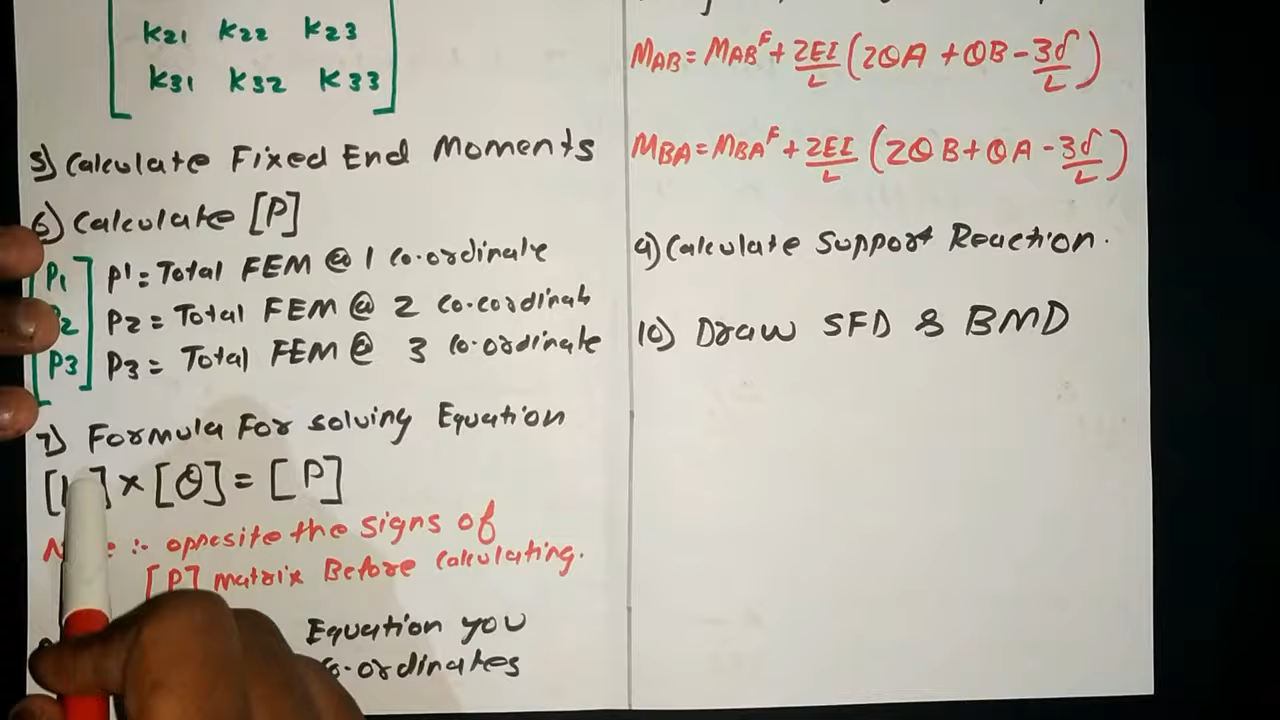 K21 K22 K23
K31 K32 K33
5) Calculate Fixed End Moments
6) Calculate [P]
P1 P1 = Total FEM @ 1 co-ordinate
P2 = Total FEM @ 2 co-cordinat
P3 P3 = Total FEM @ 3 co-ordinate
7) Formula For solving Equation
× [θ] = [P]
:- opposite the signs of
[P] matrix Before calculating.
Equation you
co-ordinates
MAB = MAB^F + 2EI/L (2θA + θB - 3δ/L)
MBA = MBA^F + 2EI/L (2θB + θA - 3δ/L)
9) Calculate Support Reaction.
10) Draw SFD & BMD